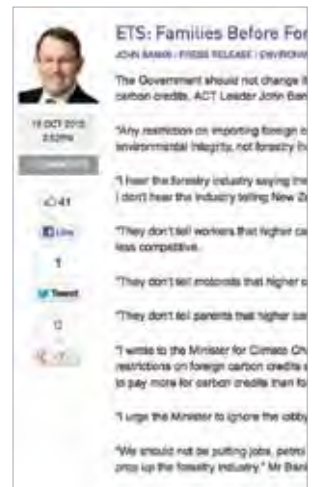 ETS: Families Before For
JOHN BANKS / PRESS RELEASE / ENVIRONM
The Government should not change it
carbon credits, ACT Leader John Ban
"Any restriction on importing foreign c
environmental integrity, not forestry in
"I hear the forestry industry saying the
I don't hear the industry telling New Z
"They don't tell workers that higher ca
less competitive.
"They don't tell motorists that higher c
"They don't tell parents that higher car
"I wrote to the Minister for Climate Ch
restrictions on foreign carbon credits
to pay more for carbon credits than fo
"I urge the Minister to ignore the lobby
"We should not be putting jobs, petrol
prop up the forestry industry." Mr Ban
OCT
41
Like
1
Tweet